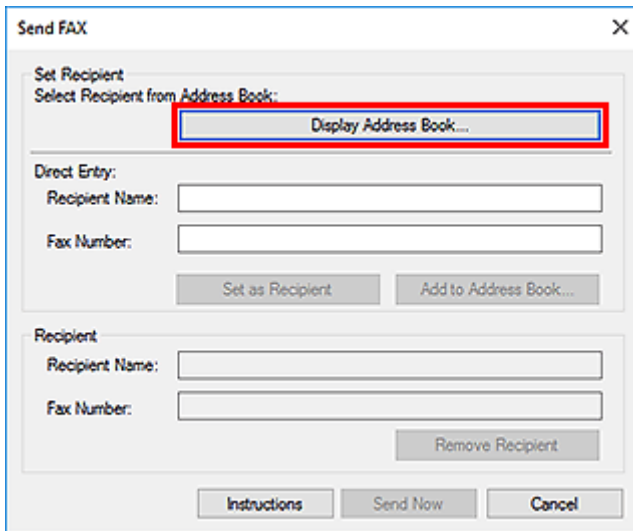 Send FAX
Set Recipient
Select Recipient from Address Book:
Display Address Book...
Direct Entry:
Recipient Name:
Fax Number:
Set as Recipient Add to Address Book...
Recipient
Recipient Name:
Fax Number:
Remove Recipient
Instructions Send Now Cancel